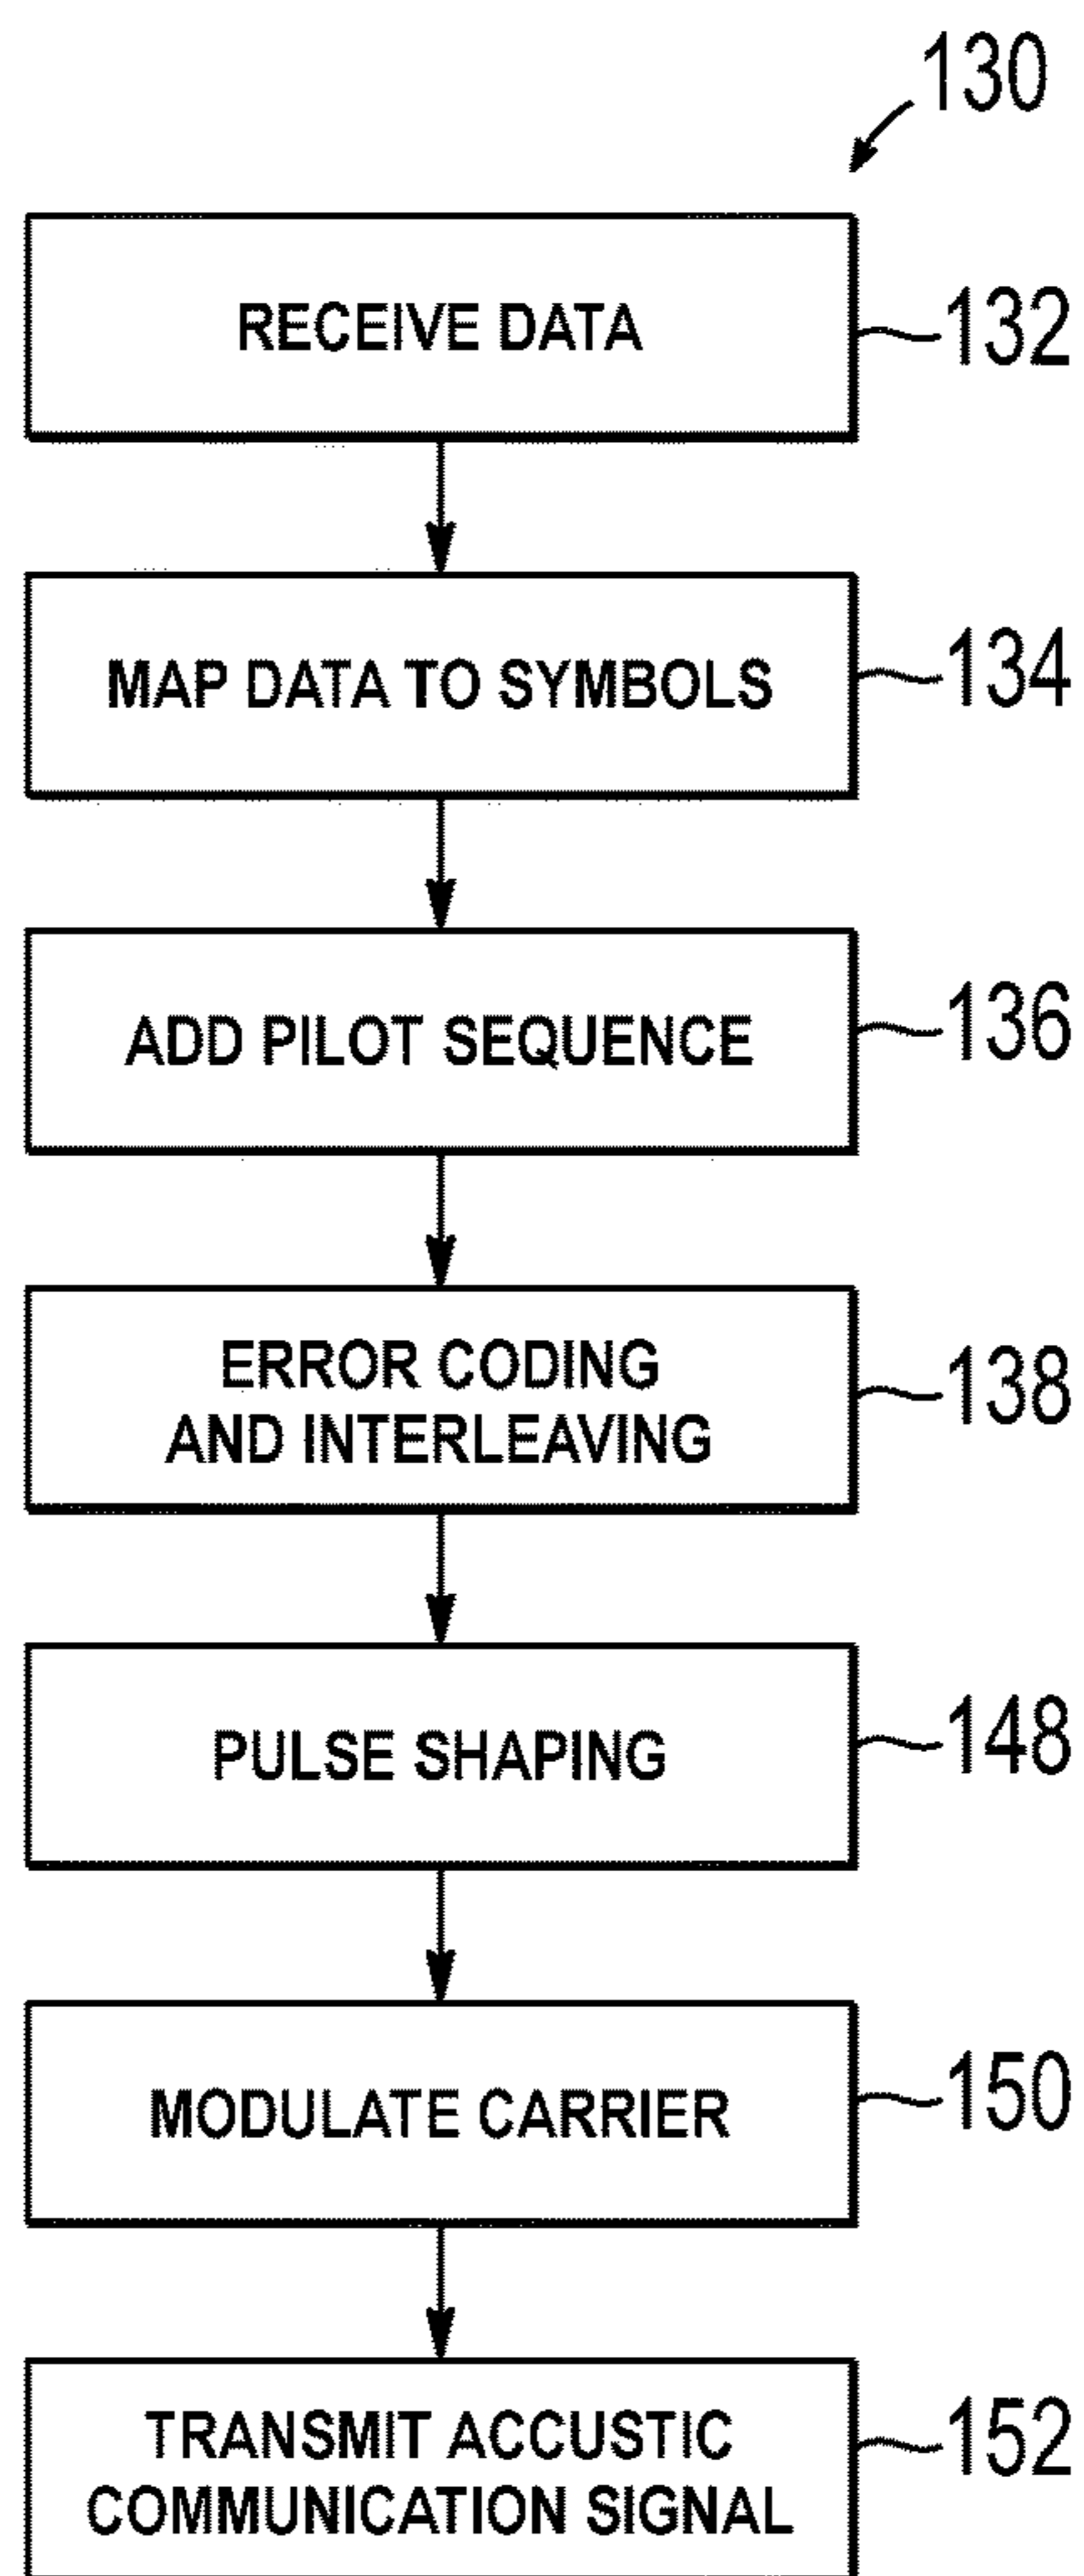 130
RECEIVE DATA
132
MAP DATA TO SYMBOLS
134
ADD PILOT SEQUENCE
136
ERROR CODING
AND INTERLEAVING
138
PULSE SHAPING
148
MODULATE CARRIER
150
TRANSMIT ACCUSTIC
COMMUNICATION SIGNAL
152